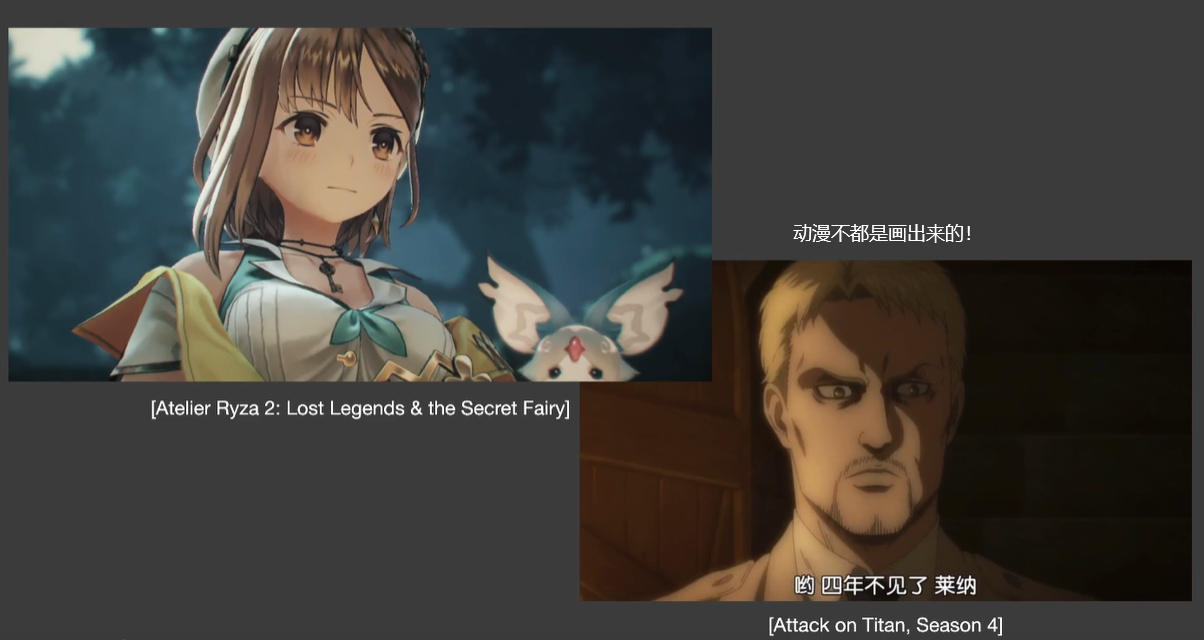 [Atelier Ryza 2: Lost Legends & the Secret Fairy]
动漫不都是画出来的!
哟 四年不见了 莱纳
[Attack on Titan, Season 4]